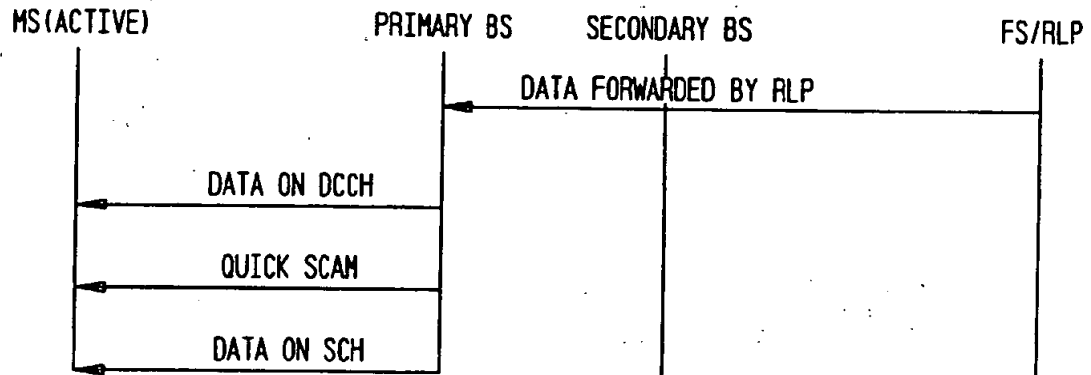 MS(ACTIVE) PRIMARY BS SECONDARY BS FS/RLP
DATA FORWARDED BY RLP
DATA ON DCCH
QUICK SCAM
DATA ON SCH